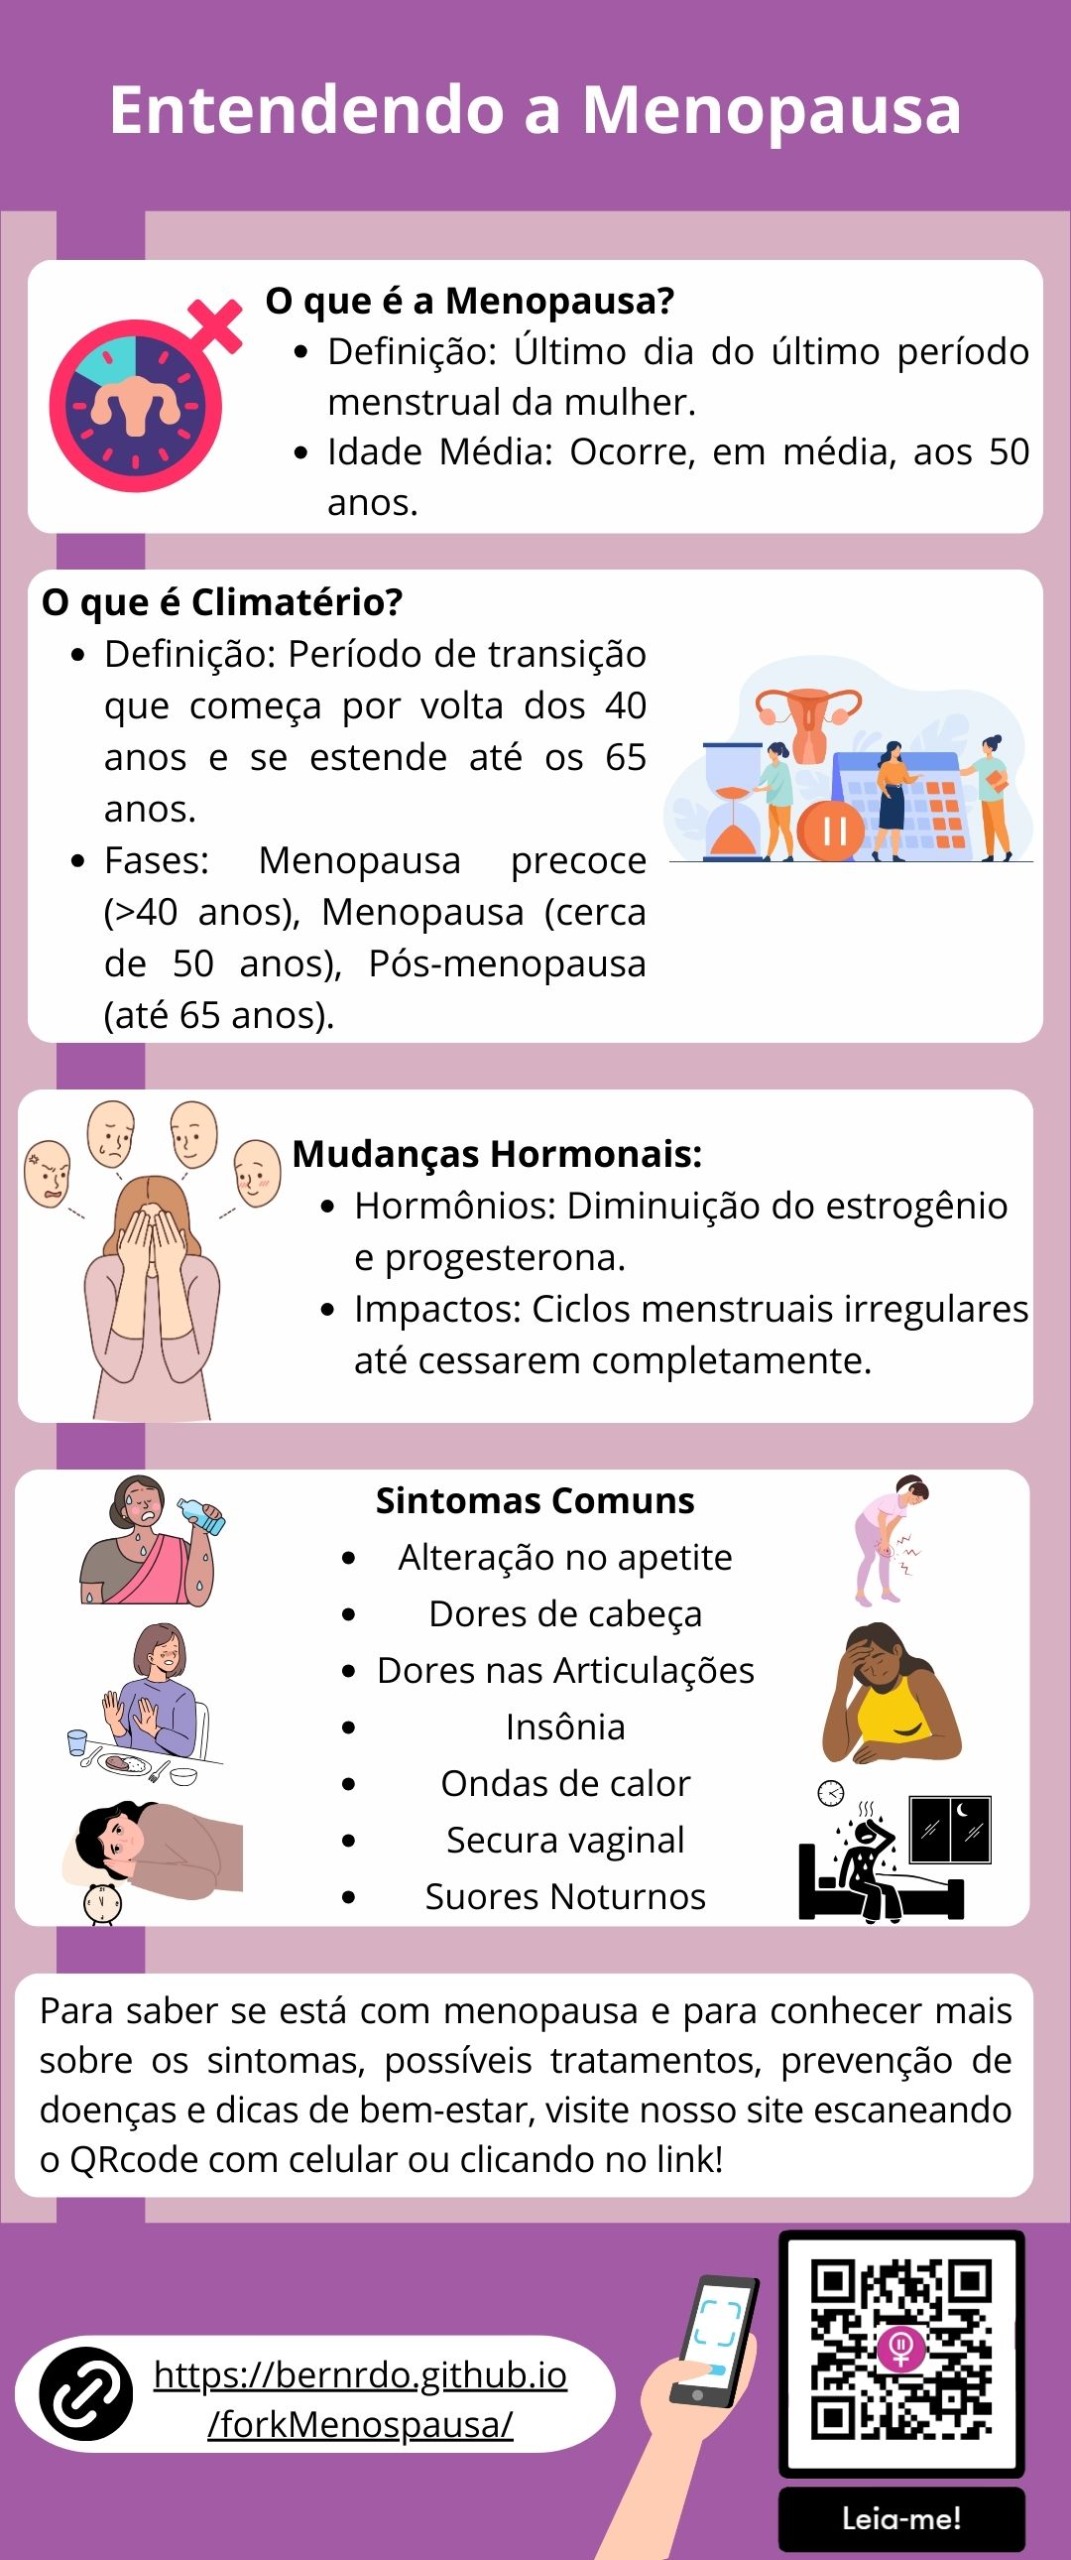 Entendendo a Menopausa
O que é a Menopausa?
• Definição: Último dia do último período
menstrual da mulher.
• Idade Média: Ocorre, em média, aos 50
anos.
O que é Climatério?
• Definição: Período de transição
que começa por volta dos 40
anos e se estende até os 65
anos.
• Fases: Menopausa precoce
(>40 anos), Menopausa (cerca
de 50 anos), Pós-menopausa
(até 65 anos).
Mudanças Hormonais:
• Hormônios: Diminuição do estrogênio
e progesterona.
• Impactos: Ciclos menstruais irregulares
até cessarem completamente.
Sintomas Comuns
• Alteração no apetite
• Dores de cabeça
• Dores nas Articulações
• Insônia
• Ondas de calor
• Secura vaginal
• Suores Noturnos
Para saber se está com menopausa e para conhecer mais
sobre os sintomas, possíveis tratamentos, prevenção de
doenças e dicas de bem-estar, visite nosso site escaneando
o QRcode com celular ou clicando no link!
https://bernrdo.github.io
/forkMenospausa/
Leia-me!